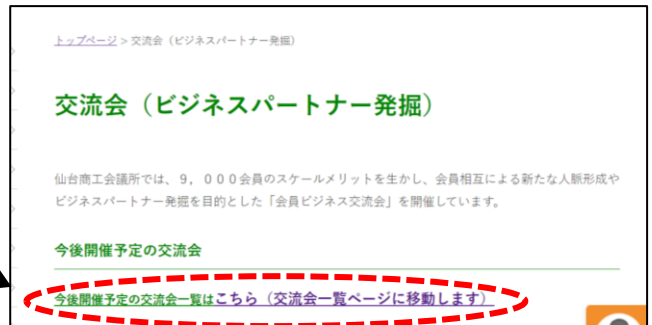 トップページ > 交流会（ビジネスパートナー発掘）
交流会（ビジネスパートナー発掘）
仙台商工会議所では、９，０００会員のスケールメリットを生かし、会員相互による新たな人脈形成や
ビジネスパートナー発掘を目的とした「会員ビジネス交流会」を開催しています。
今後開催予定の交流会
今後開催予定の交流会一覧はこちら（交流会一覧ページに移動します）